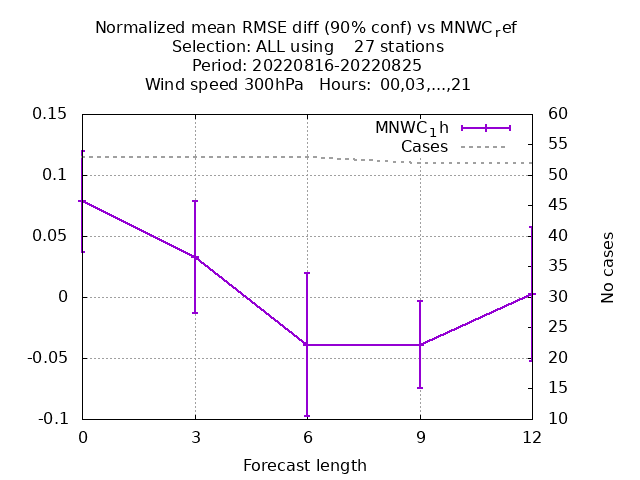 Normalized mean RMSE diff (90% conf) vs MNWCref
Selection: ALL using 27 stations
Period: 20220816-20220825
Wind speed 300hPa Hours: 00,03,...,21
MNWC1h
Cases
0.15
0.1
0.05
0
-0.05
-0.1
60
55
50
45
40
35
30
25
20
15
10
No cases
0 3 6 9 12
Forecast length